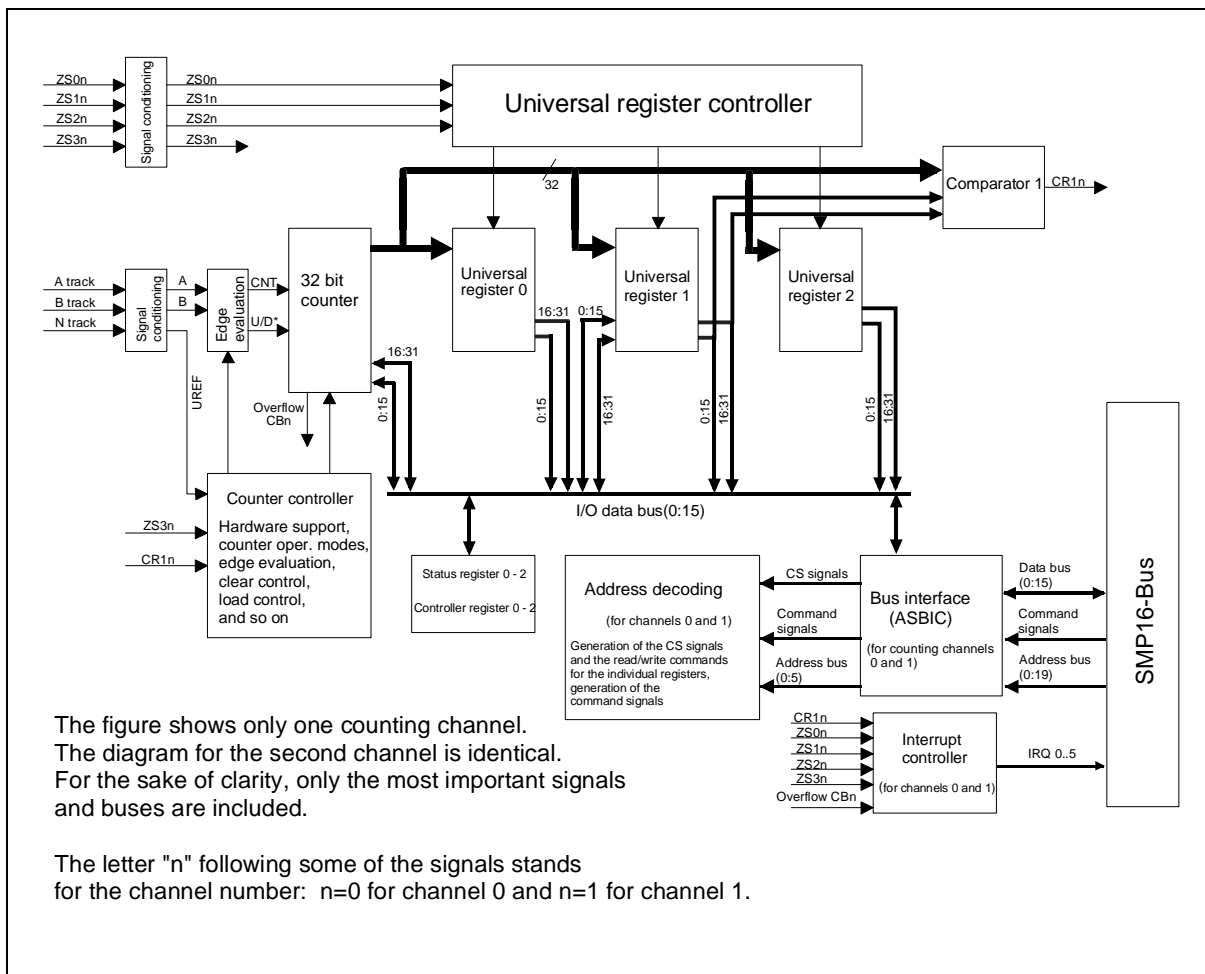 ZS0n
ZS1n
ZS2n
ZS3n
Signal conditioning
ZS0n
ZS1n
ZS2n
ZS3n
Universal register controller
32
Comparator 1
CR1n
A track
B track
N track
Signal
conditioning
A
B
UREF
Edge
evaluation
CNT
U/D*
32 bit
counter
16:31
0:15
Overflow
CBn
Universal
register 0
16:31
0:15
0:15
16:31
Universal
register 1
0:15
16:31
Universal
register 2
0:15
16:31
I/O data bus(0:15)
ZS3n
CR1n
Counter controller
Hardware support,
counter oper. modes,
edge evaluation,
clear control,
load control,
and so on
Status register 0 - 2
Controller register 0 - 2
Address decoding
(for channels 0 and 1)
Generation of the CS signals
and the read/write commands
for the individual registers,
generation of the
command signals
CS signals
Command
signals
Address bus
(0:5)
Bus interface
(ASBIC)
(for counting channels
0 and 1)
Data bus
(0:15)
Command
signals
Address bus
(0:19)
SMP16-Bus
CR1n
ZS0n
ZS1n
ZS2n
ZS3n
Overflow CBn
Interrupt
controller
(for channels 0 and 1)
IRQ 0..5
The figure shows only one counting channel.
The diagram for the second channel is identical.
For the sake of clarity, only the most important signals
and buses are included.
The letter "n" following some of the signals stands
for the channel number: n=0 for channel 0 and n=1 for channel 1.